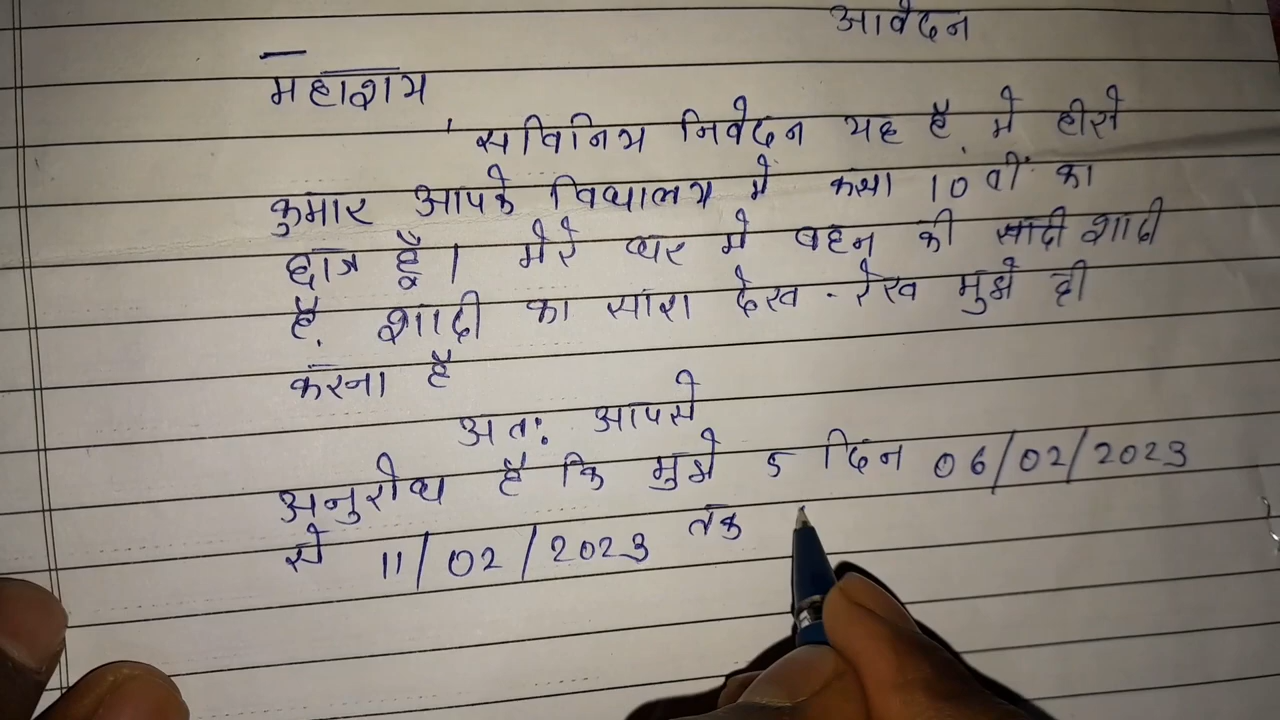 आवेदन
महाशय
सविनिय निवेदन यह है, मे हीरो
कुमार आपके विद्यालय मे कक्षा 10 वीं का
छात्र हूँ। मेरे घर मे बहन की शादी
है. शादी का सारा देख-रेख मुझे ही
करना है
अतः आपसे
अनुरोध है कि मुझे 5 दिन 06/02/2023
से 11/02/2023 तक